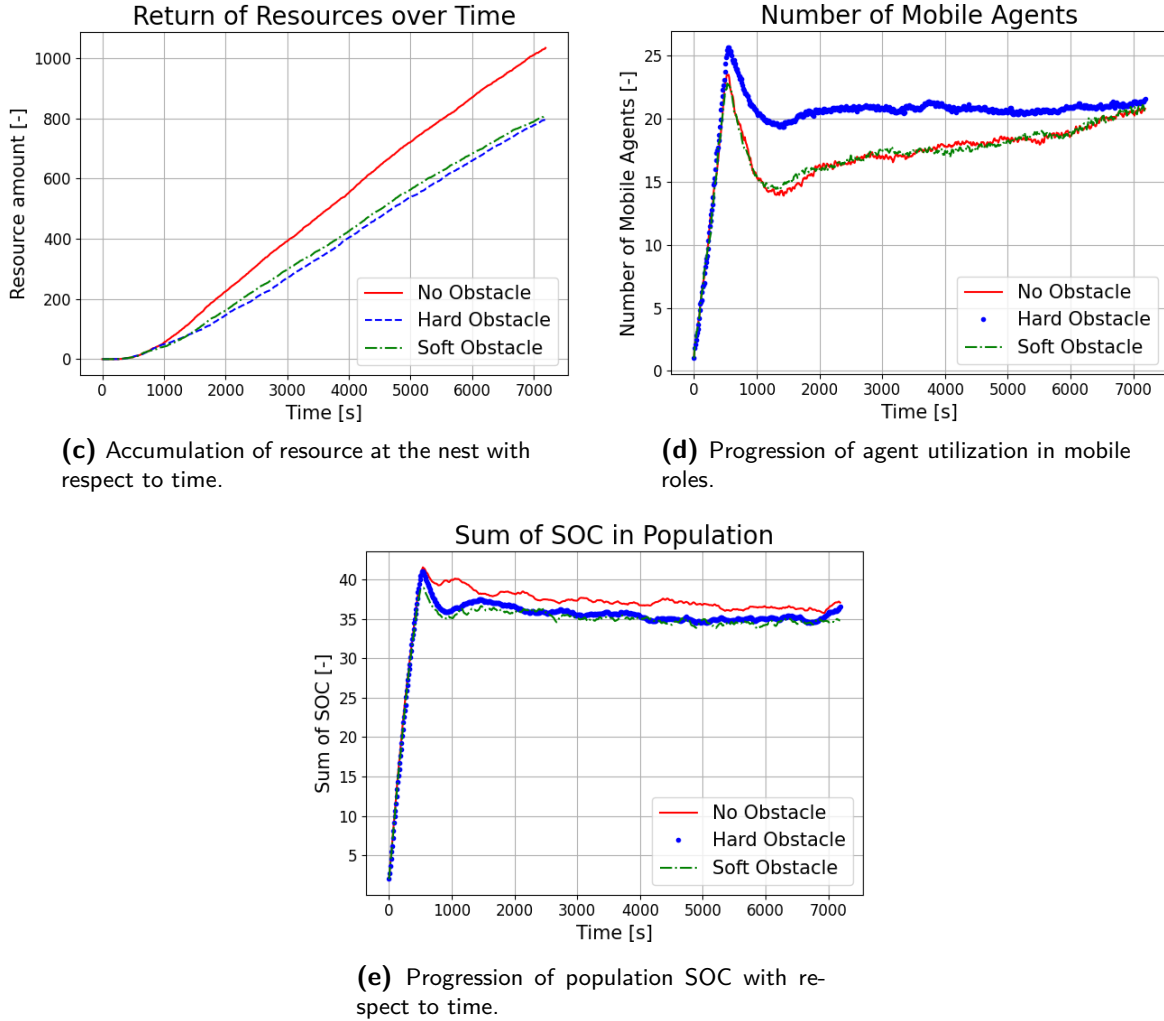 Return of Resources over Time
Resource amount [-]
1000
800
600
400
200
0
No Obstacle
Hard Obstacle
Soft Obstacle
0 1000 2000 3000 4000 5000 6000 7000
Time [s]
(c) Accumulation of resource at the nest with
respect to time.
Number of Mobile Agents
Number of Mobile Agents [-]
25
20
15
10
5
0
No Obstacle
Hard Obstacle
Soft Obstacle
0 1000 2000 3000 4000 5000 6000 7000
Time [s]
(d) Progression of agent utilization in mobile
roles.
Sum of SOC in Population
Sum of SOC [-]
40
35
30
25
20
15
10
5
No Obstacle
Hard Obstacle
Soft Obstacle
0 1000 2000 3000 4000 5000 6000 7000
Time [s]
(e) Progression of population SOC with re-
spect to time.